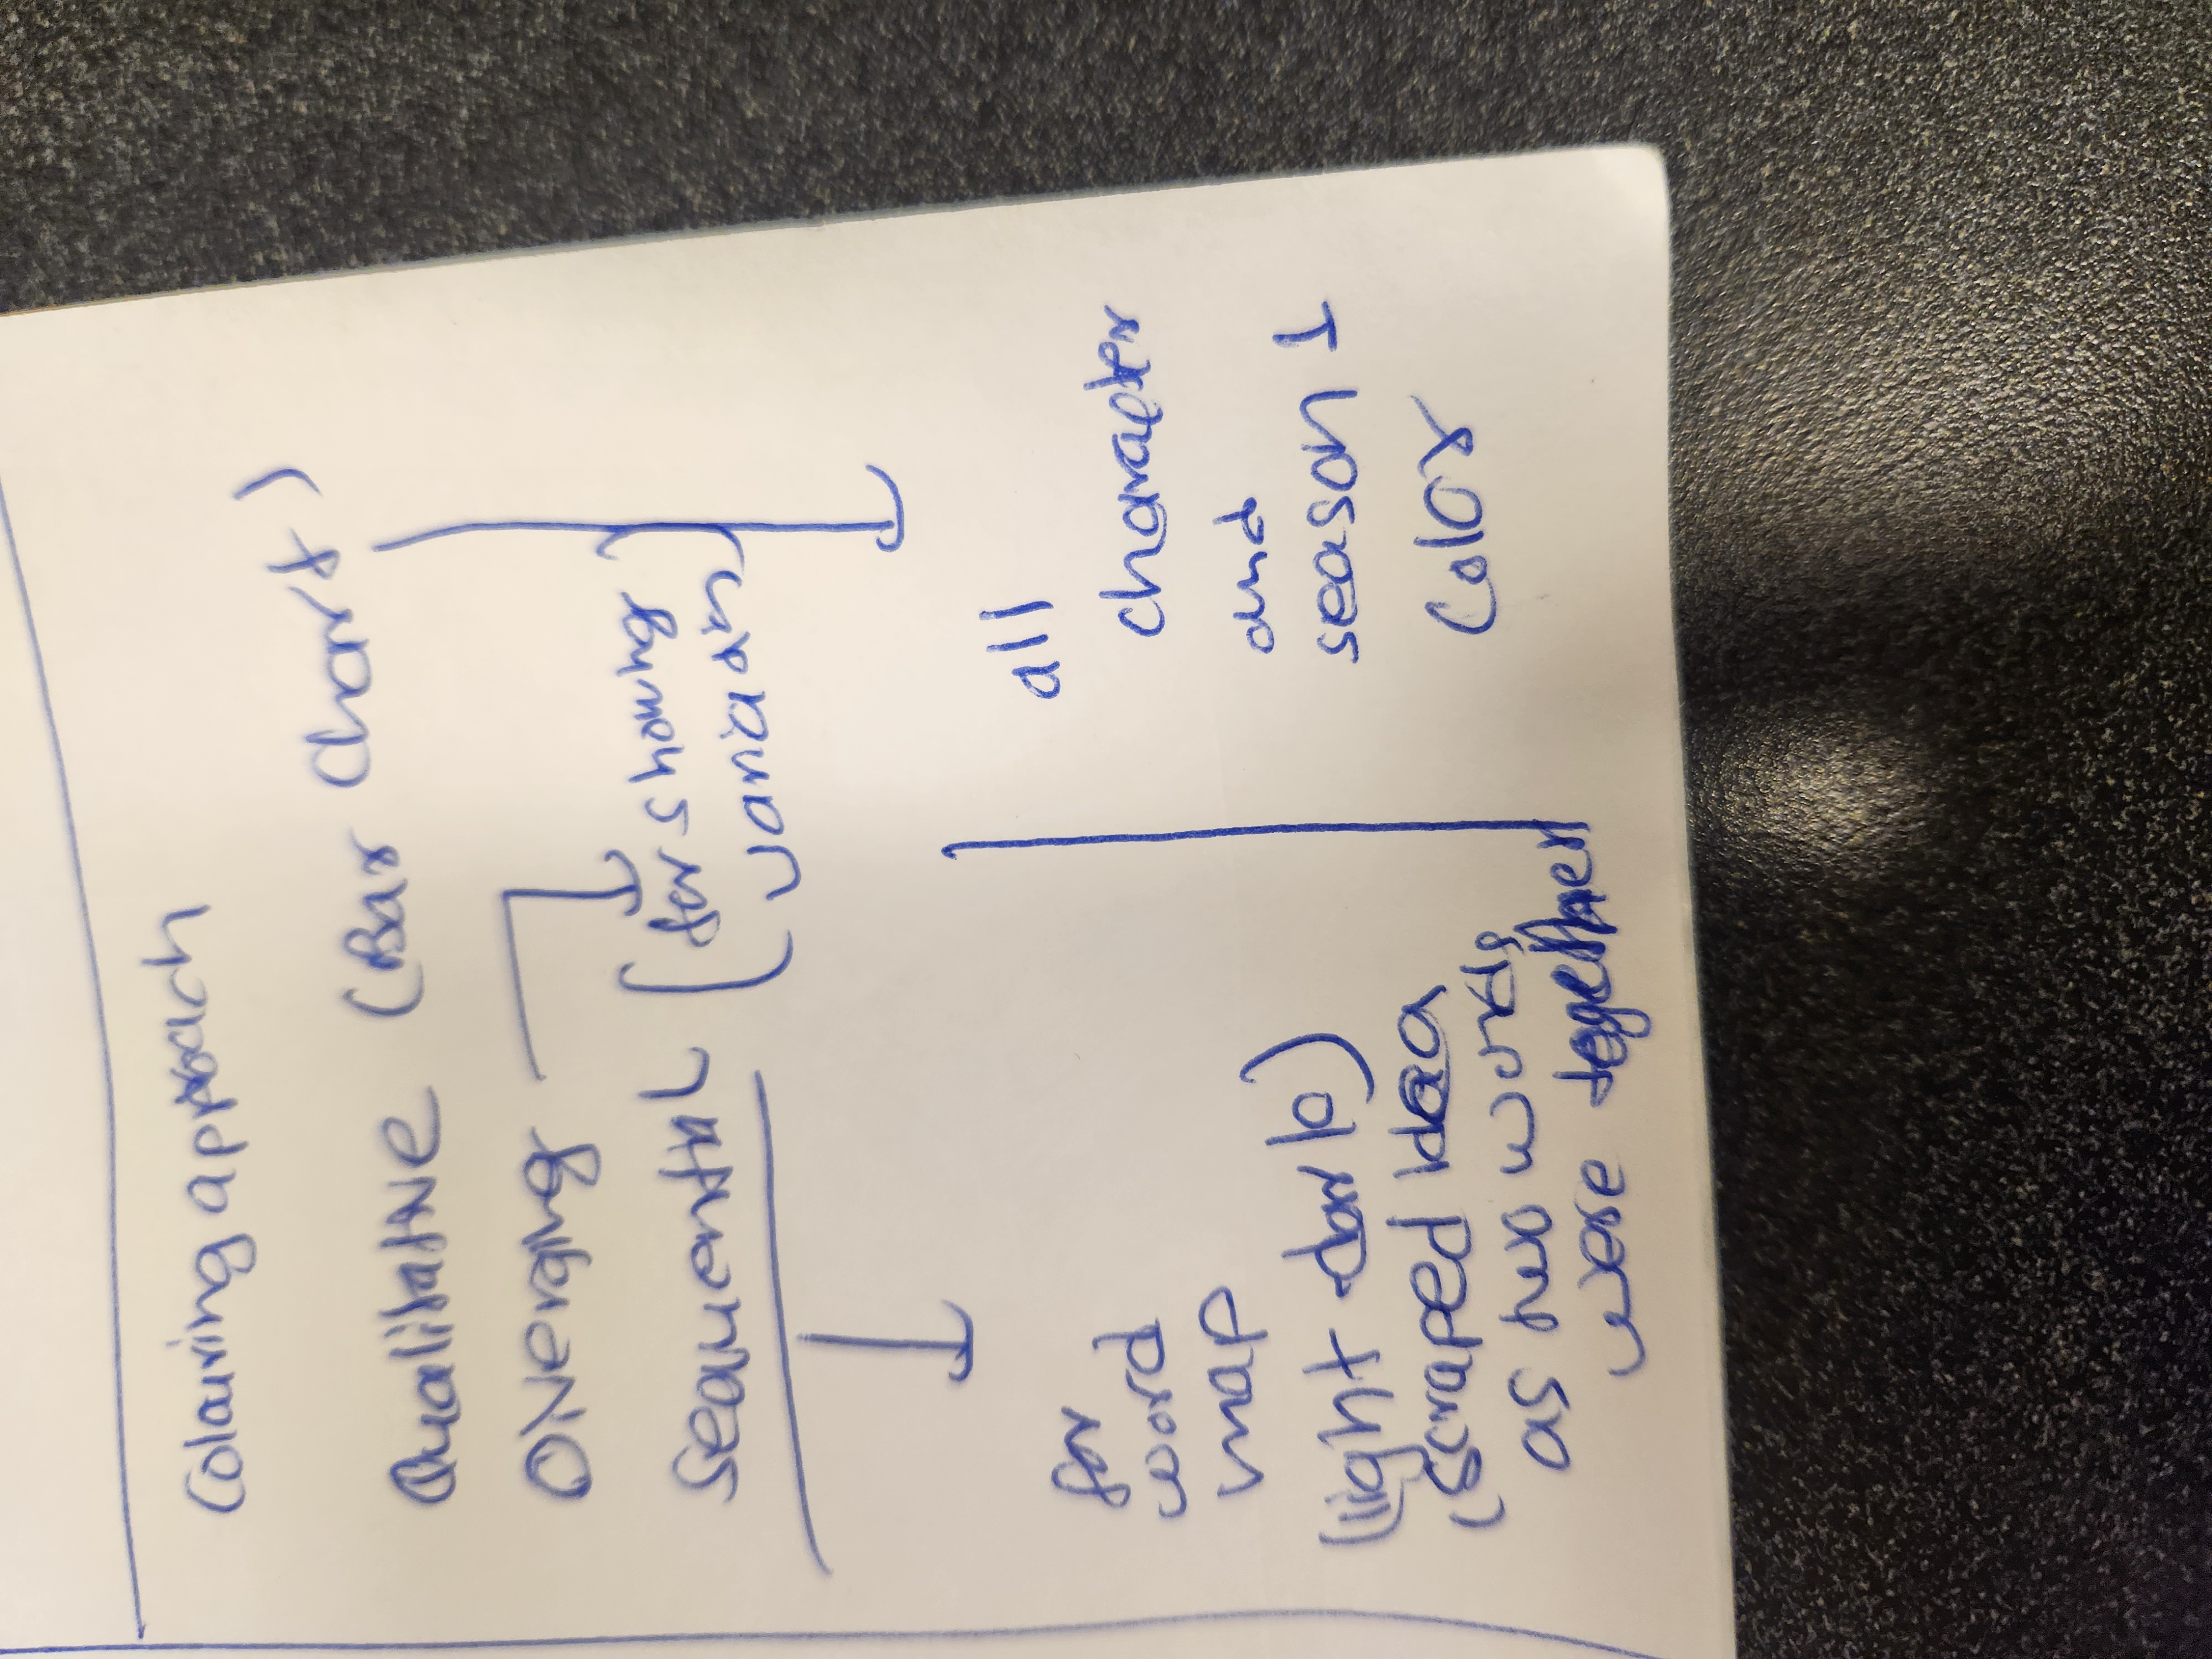 Colouring approach
Qualitative (Bar Chart)
Diverging
Sequential (for showing
variation)
for
word
map
(light-dark)
(scraped idea
as two words
were together
all
character
and
season 1
Color